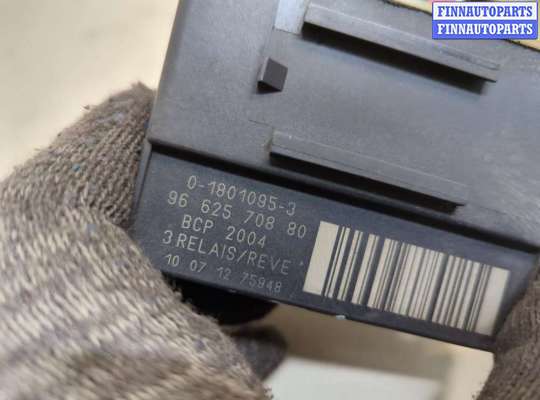 FINNAUTOPARTS
FINNAUTOPARTS
0-1801095-3
96 625 708 80
BCP 2004
3 RELAIS/REVE *
10 07 12 75948